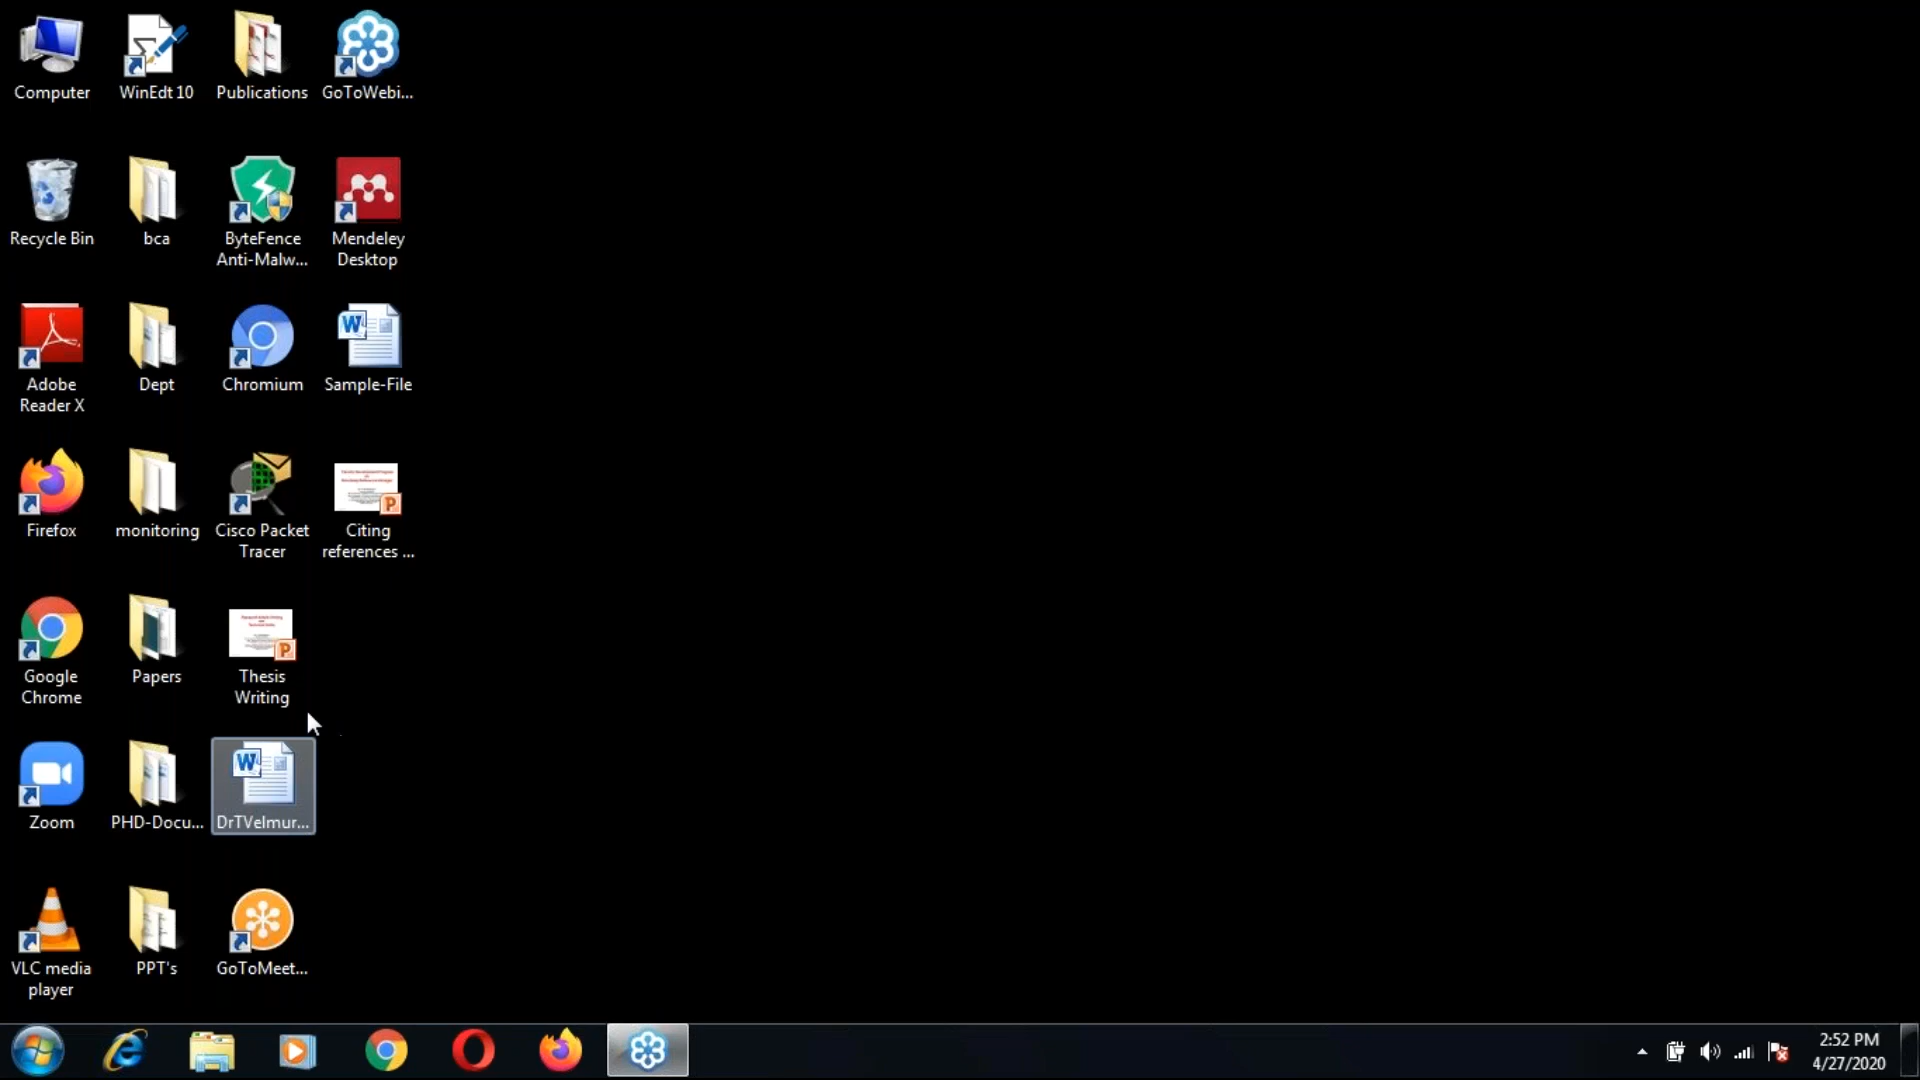 Computer
WinEdt 10
Publications
GoToWebi...
Recycle Bin
bca
ByteFence
Anti-Malw...
Mendeley
Desktop
Adobe
Reader X
Dept
Chromium
Sample-File
Firefox
monitoring
Cisco Packet
Tracer
Citing
references ...
Google
Chrome
Papers
Thesis
Writing
Zoom
PHD-Docu...
DrTVelmur...
VLC media
player
PPT's
GoToMeet...
2:52 PM
4/27/2020